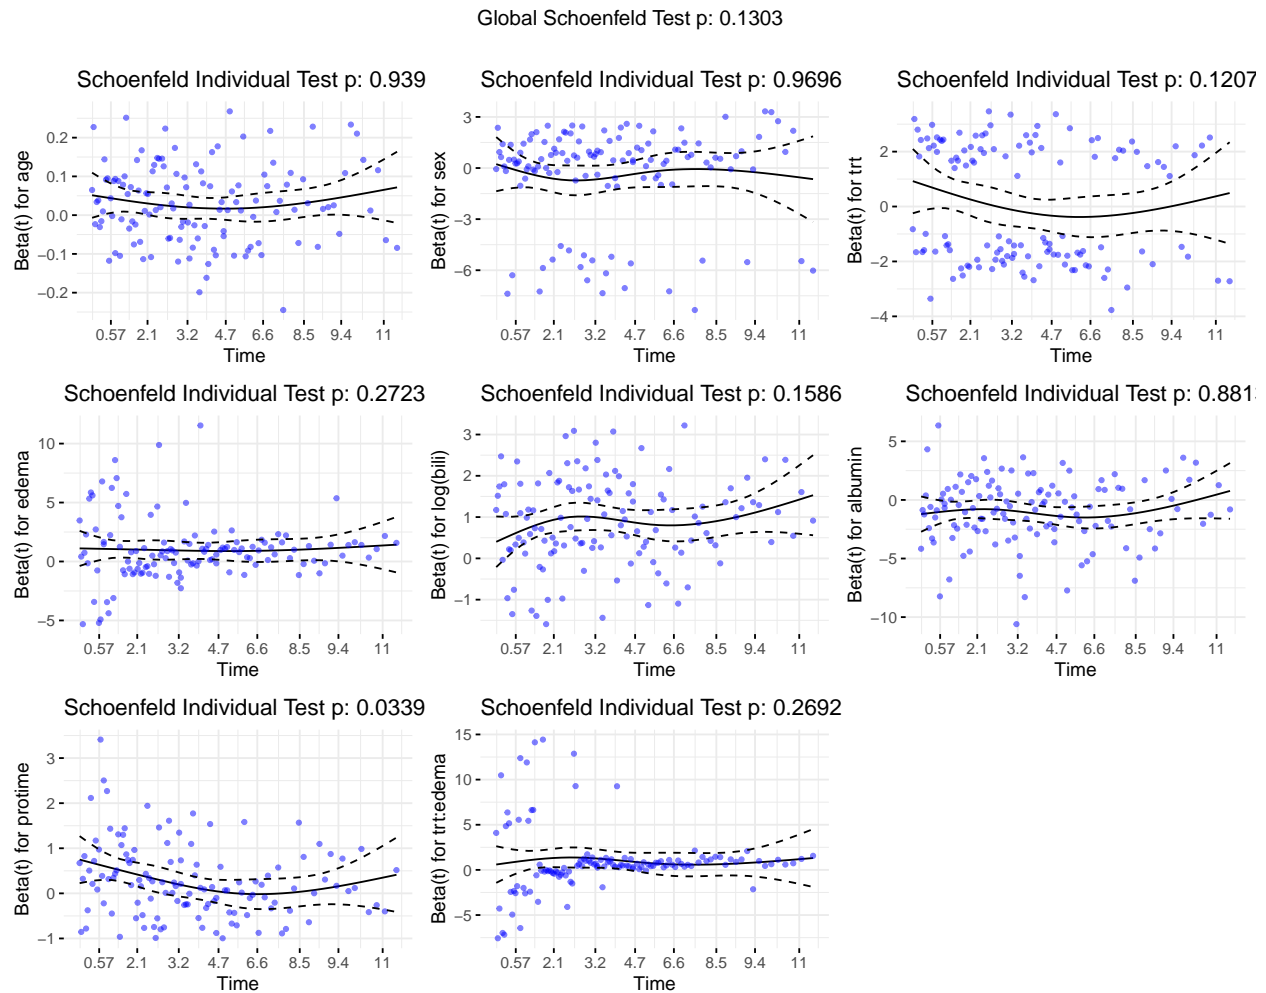 Global Schoenfeld Test p: 0.1303
Schoenfeld Individual Test p: 0.939
Beta(t) for age
0.2
0.1
0.0
−0.1
−0.2
0.57 2.1 3.2 4.7 6.6 9.4 11
Time
Schoenfeld Individual Test p: 0.9696
Beta(t) for sex
3
0
−3
−6
0.57 2.1 3.2 4.7 6.6 8.5 11
Time
Schoenfeld Individual Test p: 0.1207
Beta(t) for trt
2
0
−2
−4
0.57 2.1 3.2 4.7 6.6 9.4 11
Time
Schoenfeld Individual Test p: 0.2723
Beta(t) for edema
10
5
0
−5
0.57 2.1 3.2 4.7 6.6 8.5 9.4 11
Time
Schoenfeld Individual Test p: 0.1586
Beta(t) for log(bili)
3
2
1
0
−1
0.57 2.1 3.2 4.7 6.6 8.5 11
Time
Schoenfeld Individual Test p: 0.881
Beta(t) for albumin
5
0
−5
−10
0.57 2.1 3.2 4.7 6.6 8.5 9.4 11
Time
Schoenfeld Individual Test p: 0.0339
Beta(t) for protime
3
2
1
0
−1
0.57 2.1 3.2 4.7 6.6 8.5 9.4 11
Time
Schoenfeld Individual Test p: 0.2692
Beta(t) for trt:edema
15
10
5
0
−5
0.57 2.1 3.2 4.7 6.6 8.5 11
Time